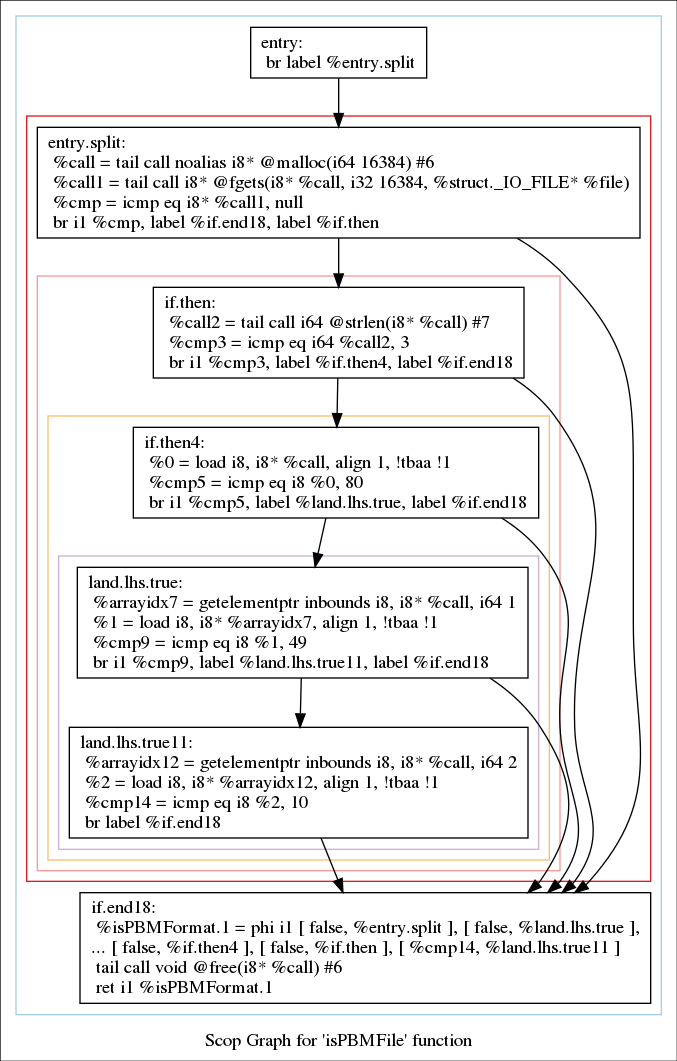 entry:
br label %entry.split
entry.split:
%call = tail call noalias i8* @malloc(i64 16384) #6
%call1 = tail call i8* @fgets(i8* %call, i32 16384, %struct._IO_FILE* %file)
%cmp = icmp eq i8* %call1, null
br i1 %cmp, label %if.end18, label %if.then
if.then:
%call2 = tail call i64 @strlen(i8* %call) #7
%cmp3 = icmp eq i64 %call2, 3
br i1 %cmp3, label %if.then4, label %if.end18
if.then4:
%0 = load i8, i8* %call, align 1, !tbaa !1
%cmp5 = icmp eq i8 %0, 80
br i1 %cmp5, label %land.lhs.true, label %if.end18
land.lhs.true:
%arrayidx7 = getelementptr inbounds i8, i8* %call, i64 1
%1 = load i8, i8* %arrayidx7, align 1, !tbaa !1
%cmp9 = icmp eq i8 %1, 49
br i1 %cmp9, label %land.lhs.true11, label %if.end18
land.lhs.true11:
%arrayidx12 = getelementptr inbounds i8, i8* %call, i64 2
%2 = load i8, i8* %arrayidx12, align 1, !tbaa !1
%cmp14 = icmp eq i8 %2, 10
br label %if.end18
if.end18:
%isPBMFormat.1 = phi i1 [ false, %entry.split ], [ false, %land.lhs.true ],
... [ false, %if.then4 ], [ false, %if.then ], [ %cmp14, %land.lhs.true11 ]
tail call void @free(i8* %call) #6
ret i1 %isPBMFormat.1
Scop Graph for 'isPBMFile' function